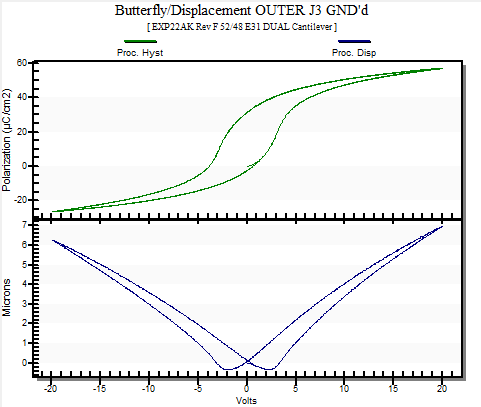 Butterfly/Displacement OUTER J3 GND'd
[ EXP22AK Rev F 52/48 E31 DUAL Cantilever ]
Proc. Hyst
Proc. Disp
60
40
20
0
-20
Polarization (µC/cm2)
7
6
5
4
3
2
1
0
Microns
-20 -15 -10 -5 0 5 10 15 20
Volts